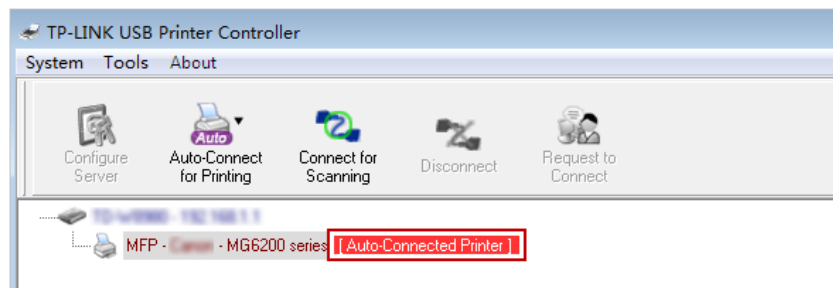 TP-LINK USB Printer Controller
System Tools About
Auto
Configure Server
Auto-Connect for Printing
Connect for Scanning
Disconnect
Request to Connect
MFP - - MG6200 series [ Auto-Connected Printer ]